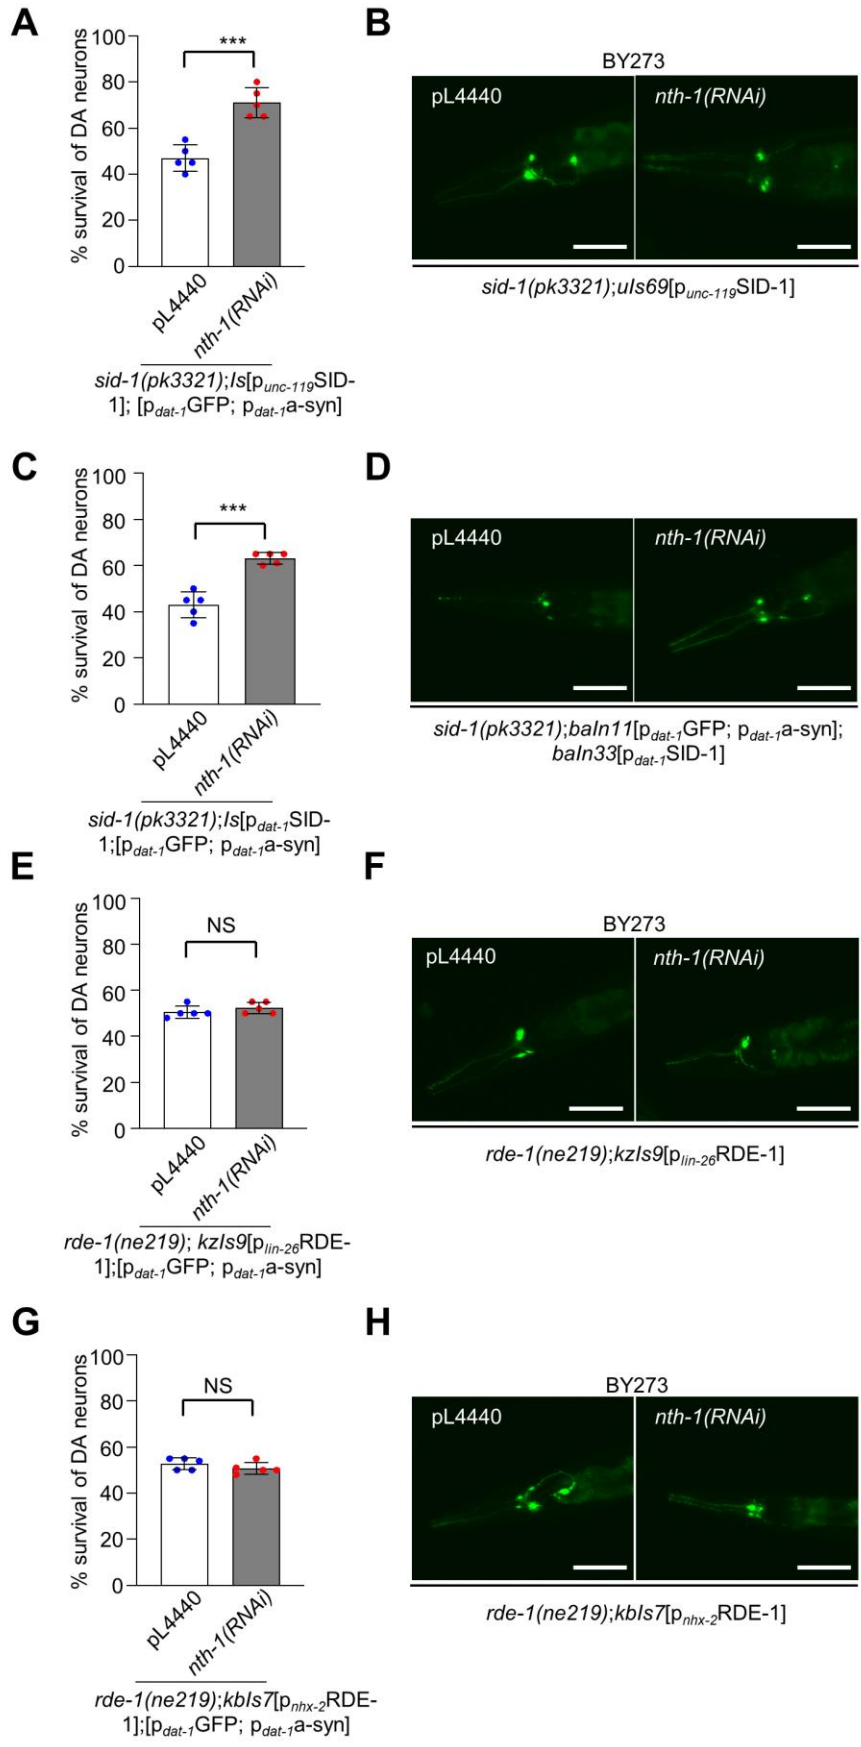 A
100
80
60
40
20
0
% survival of DA neurons
***
pL4440
nth-1(RNAi)
sid-1(pk3321);Is[punc-119SID-
1]; [pdat-1GFP; pdat-1a-syn]
B
BY273
pL4440
nth-1(RNAi)
sid-1(pk3321);uIs69[punc-119SID-1]
C
100
80
60
40
20
0
% survival of DA neurons
***
pL4440
nth-1(RNAi)
sid-1(pk3321);Is[pdat-1SID-
1;[pdat-1GFP; pdat-1a-syn]
D
pL4440
nth-1(RNAi)
sid-1(pk3321);baIn11[pdat-1GFP; pdat-1a-syn];
baIn33[pdat-1SID-1]
E
100
80
60
40
20
0
% survival of DA neurons
NS
pL4440
nth-1(RNAi)
rde-1(ne219); kzIs9[plin-26RDE-
1];[pdat-1GFP; pdat-1a-syn]
F
BY273
pL4440
nth-1(RNAi)
rde-1(ne219);kzIs9[plin-26RDE-1]
G
100
80
60
40
20
0
% survival of DA neurons
NS
pL4440
nth-1(RNAi)
rde-1(ne219);kbIs7[pnhx-2RDE-
1];[pdat-1GFP; pdat-1a-syn]
H
BY273
pL4440
nth-1(RNAi)
rde-1(ne219);kbIs7[pnhx-2RDE-1]